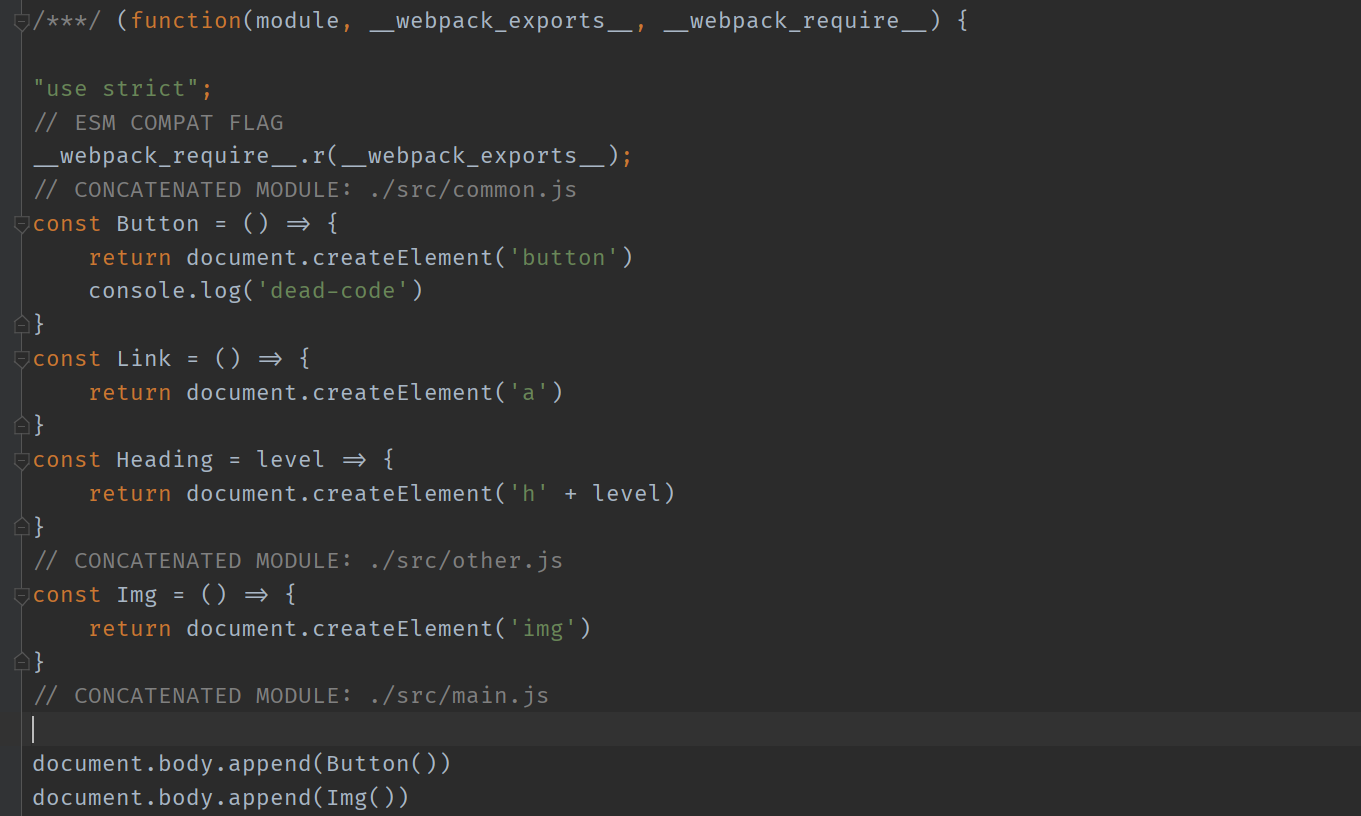 /***/ (function(module, __webpack_exports__, __webpack_require__) {
"use strict";
// ESM COMPAT FLAG
__webpack_require__.r(__webpack_exports__);
// CONCATENATED MODULE: ./src/common.js
const Button = () => {
    return document.createElement('button')
    console.log('dead-code')
}
const Link = () => {
    return document.createElement('a')
}
const Heading = level => {
    return document.createElement('h' + level)
}
// CONCATENATED MODULE: ./src/other.js
const Img = () => {
    return document.createElement('img')
}
// CONCATENATED MODULE: ./src/main.js
document.body.append(Button())
document.body.append(Img())